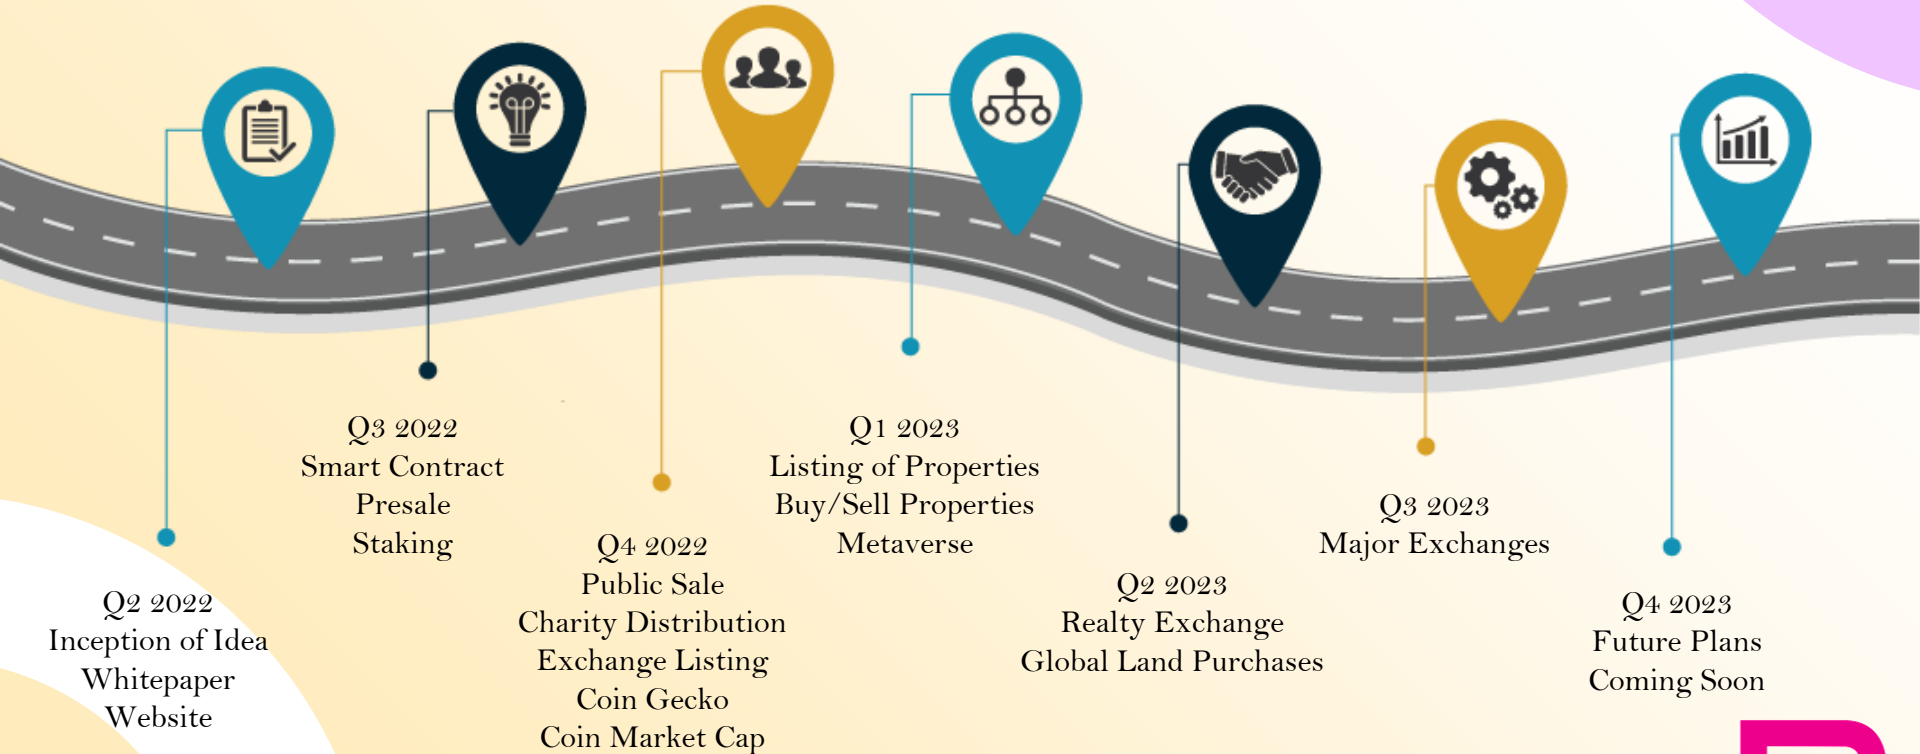 Q2 2022
Inception of Idea
Whitepaper
Website
Q3 2022
Smart Contract
Presale
Staking
Q4 2022
Public Sale
Charity Distribution
Exchange Listing
Coin Gecko
Coin Market Cap
Q1 2023
Listing of Properties
Buy/Sell Properties
Metaverse
Q2 2023
Realty Exchange
Global Land Purchases
Q3 2023
Major Exchanges
Q4 2023
Future Plans
Coming Soon